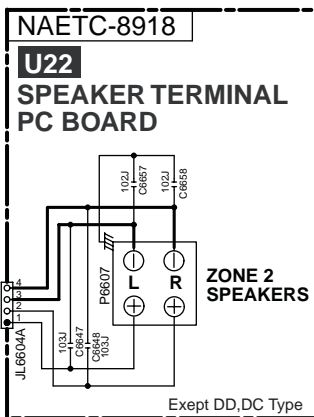 NAETC-8918
U22
SPEAKER TERMINAL
PC BOARD
102J
C6657
102J
C6658
P6607
L R
ZONE 2
SPEAKERS
4
3
2
1
JL6604A
103J
C6647
C6648
103J
Exept DD,DC Type